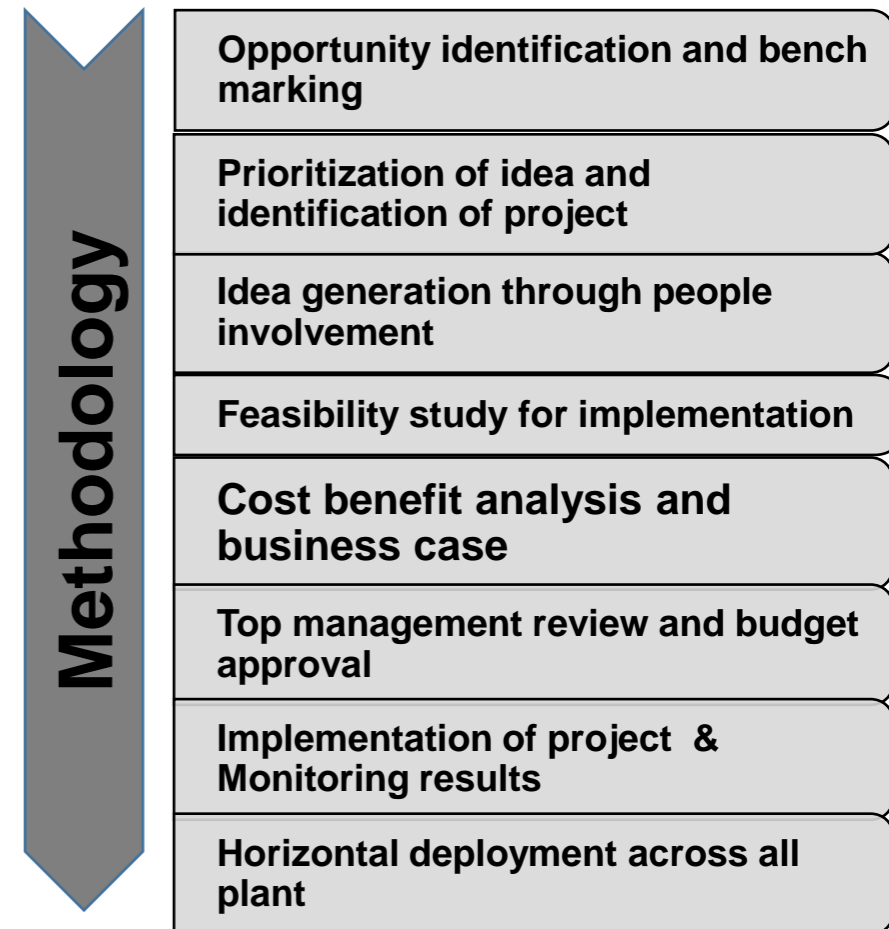 Methodology
Opportunity identification and bench
marking
Prioritization of idea and
identification of project
Idea generation through people
involvement
Feasibility study for implementation
Cost benefit analysis and
business case
Top management review and budget
approval
Implementation of project  &
Monitoring results
Horizontal deployment across all
plant